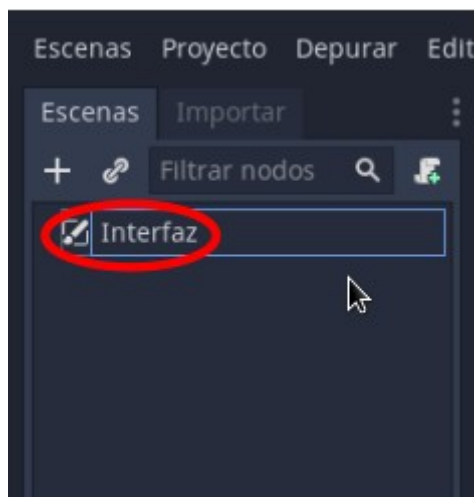 Escenas Proyecto Depurar Edit
Escenas Importar
Filtrar nodos
Interfaz